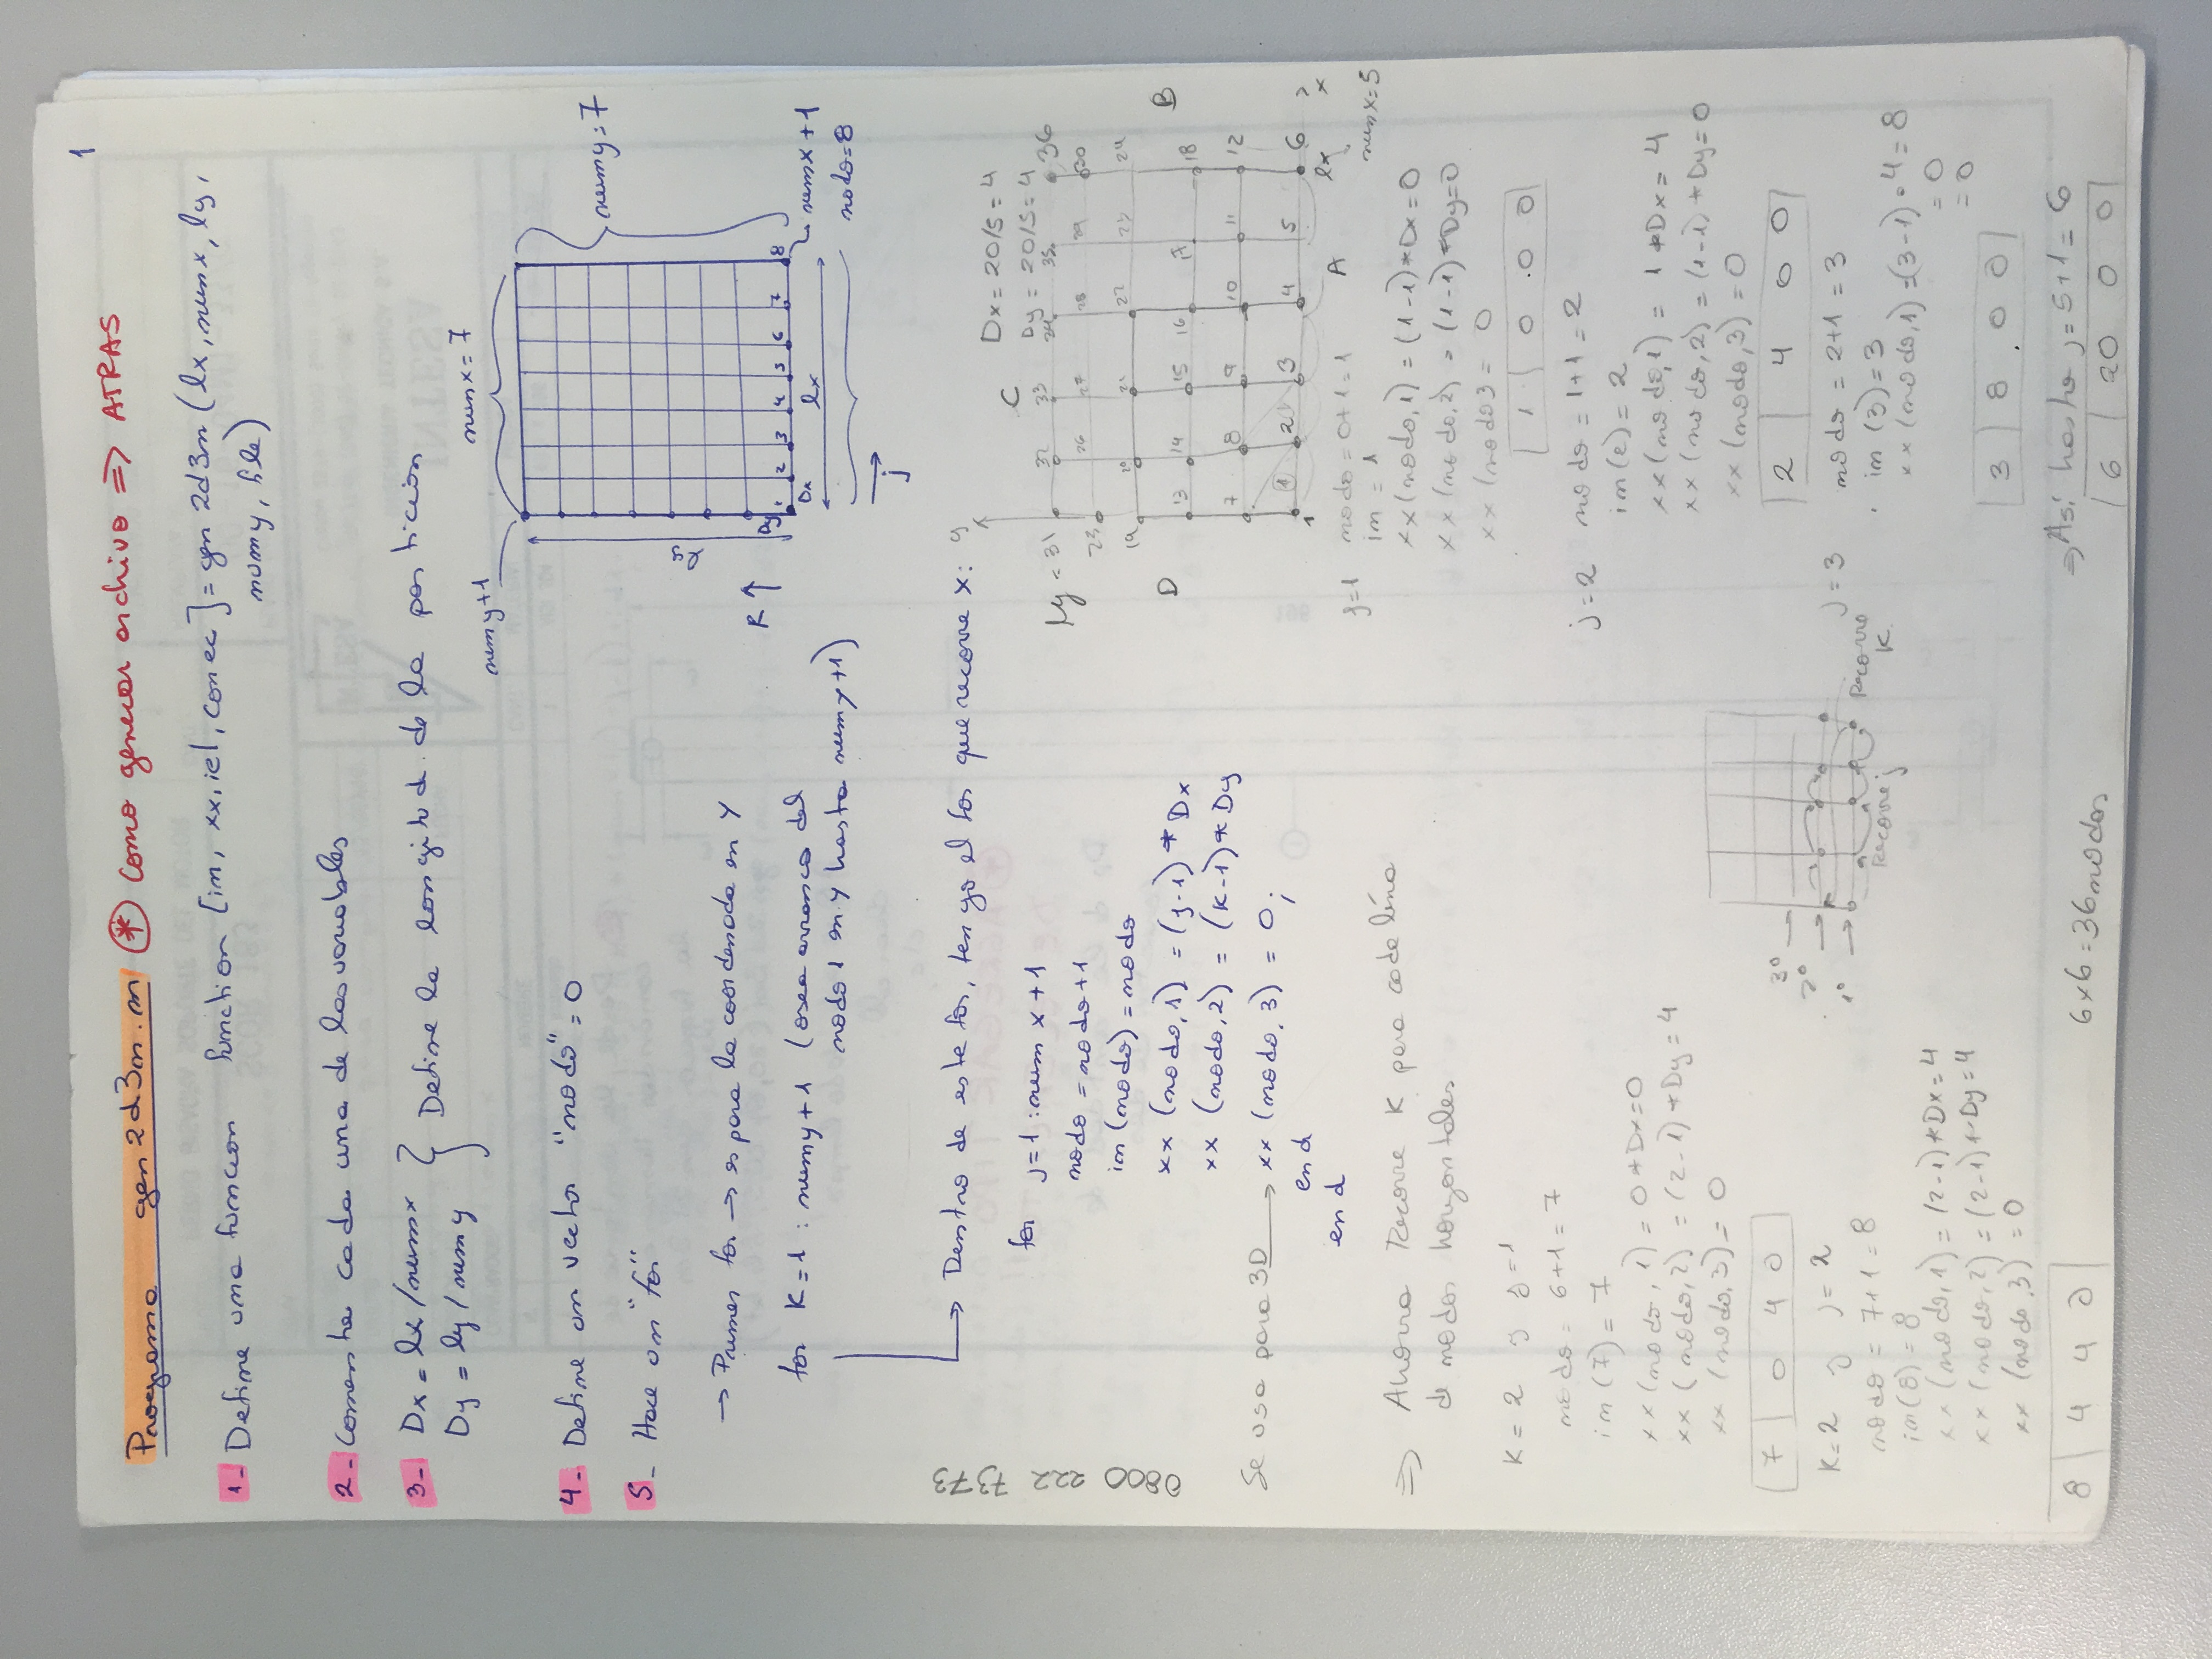 1
Programa gen2d3n.m * como generar archivo => ATRAS
1- Define una funcion function [in, xx, iel, conec] = gen2d3n (lx, numx, ly,
numy, file)
2- Comenta cada una de las variables
3- Dx = lx/numx
Dy = ly/numy
} Define la longitud de la particion
4- Define un vector "nodo" = 0
5- Hace un "for"
→ Primer for → es para la coordenada en Y
for K=1 : numy+1 (osea arranca del
nodo 1 en Y hasta numy+1)
→ Dentro de este for, tengo el for que recorre x:
for j=1 : num x+1
nodo = nodo+1
in (nodo) = nodo
xx (nodo,1) = (j-1) * Dx
xx (nodo,2) = (K-1) * Dy
Se usa para 3D → xx (nodo,3) = 0;
end
end
=> Ahora Recorre K para cada lína
de nodos horizontales
K = 2 y j=1
nodo = 6+1 = 7
in (7) = 7
xx (nodo, 1) = 0*Dx=0
xx (nodo,2) = (2-1)*Dy=4
xx (nodo,3) = 0
7 | 0 4 0
K=2 y j=2
nodo = 7+1=8
in(8) = 8
xx (nodo,1) = (2-1)*Dx=4
xx (nodo,2) = (2-1)*Dy=4
xx (nodo,3) = 0
8 | 4 4 0
0800 222 7373
numy+1
numx=7
numy=7
ly
K ↑
Dy
1 2 3 4 5 6 7 8
Dx
lx
numx+1
nodo=8
j
y
C
Dx = 20/5 = 4
Dy = 20/5 = 4
ly = 31 32 33 34 35 36
25 26 27 28 29 30
19 20 21 22 23 24
D
B
13 14 15 16 17 18
7 8 9 10 11 12
1 1 2 3 4 5 6
x
A
lx
numx=5
j=1 nodo = 0+1=1
in = 1
xx(nodo,1) = (1-1)*Dx=0
xx(nodo,2) = (1-1)*Dy=0
xx (nodo3 = 0
1 | 0 .0 0
j=2 nodo = 1+1=2
in(2) = 2
xx(nodo,1) = 1*Dx=4
xx (nodo,2) = (1-1)*Dy=0
xx (nodo,3) = 0
2 | 4 0 0
j=3 nodo = 2+1 = 3
in (3)=3
xx (nodo,1) = (3-1)·4=8
= 0
= 0
3 | 8 . 0 0
=> Así hasta j=5+1=6
6 | 20 0 0
3º
2º
1º
Recorre j
Recorre
K
6x6=36 nodos